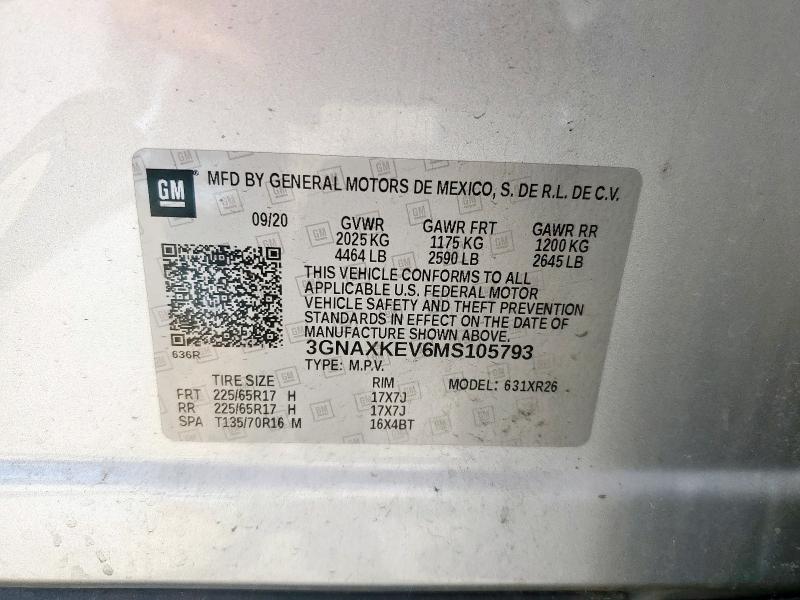 GM MFD BY GENERAL MOTORS DE MEXICO, S. DE R.L. DE C.V.
09/20 GVWR GAWR FRT GAWR RR
2025 KG 1175 KG 1200 KG
4464 LB 2590 LB 2645 LB
THIS VEHICLE CONFORMS TO ALL
APPLICABLE U.S. FEDERAL MOTOR
VEHICLE SAFETY AND THEFT PREVENTION
STANDARDS IN EFFECT ON THE DATE
OF MANUFACTURE SHOWN ABOVE.
636R 3GNAXKEV6MS105793
TYPE: M.P.V.
TIRE SIZE RIM MODEL: 631XR26
FRT 225/65R17 H 17X7J
RR 225/65R17 H 17X7J
SPA T135/70R16 M 16X4BT